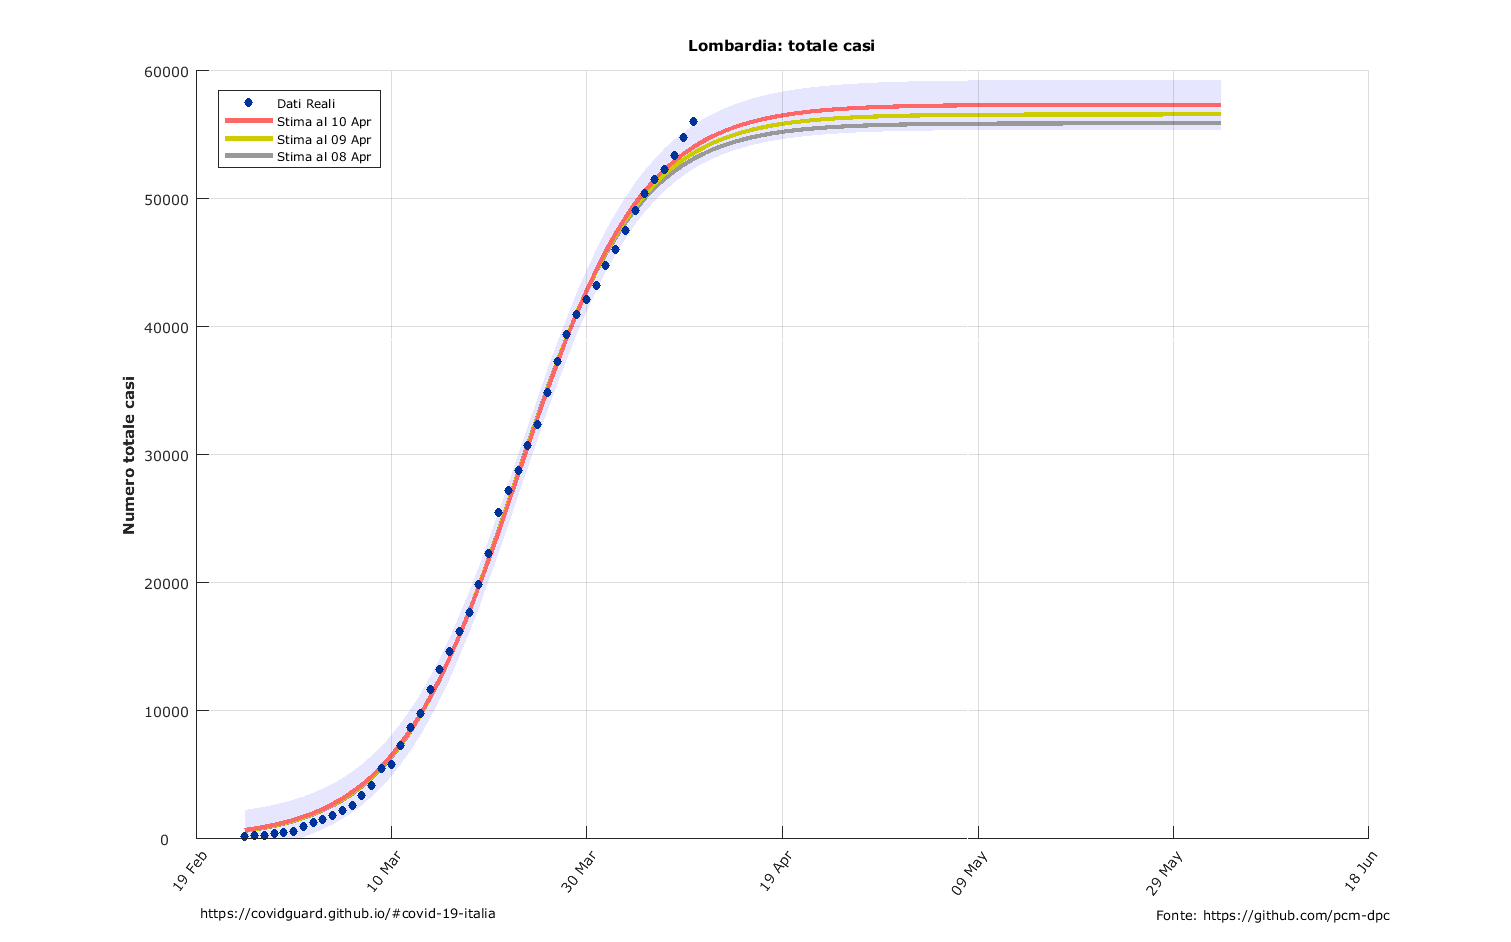 Lombardia: totale casi
60000
50000
40000
30000
20000
10000
0
Numero totale casi
Dati Reali
Stima al 10 Apr
Stima al 09 Apr
Stima al 08 Apr
19 Feb
10 Mar
30 Mar
19 Apr
09 May
29 May
18 Jun
https://covidguard.github.io/#covid-19-italia
Fonte: https://github.com/pcm-dpc